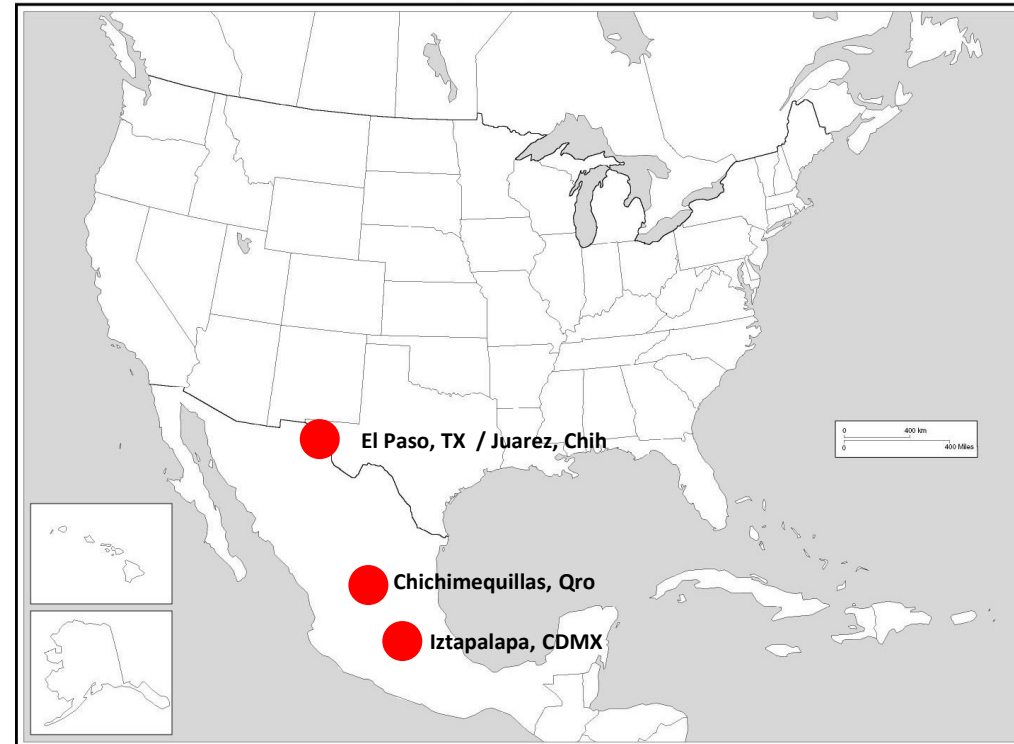 El Paso, TX / Juarez, Chih
0 400 km
0 400 Miles
Chichimequillas, Qro
Iztapalapa, CDMX